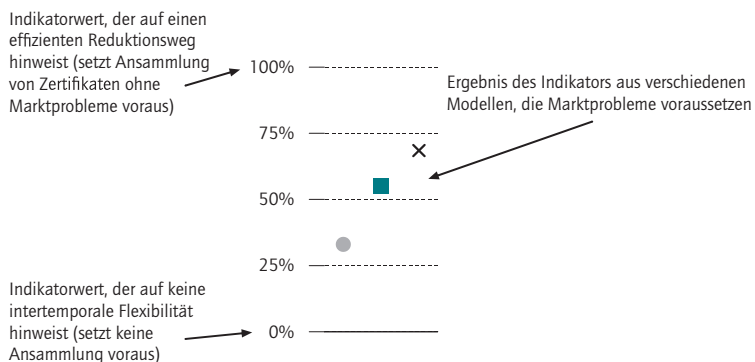 Indikatorwert, der auf einen
effizienten Reduktionsweg
hinweist (setzt Ansammlung
von Zertifikaten ohne
Marktprobleme voraus)
100%
Ergebnis des Indikators aus verschiedenen
Modellen, die Marktprobleme voraussetzen
75%
50%
25%
Indikatorwert, der auf keine
intertemporale Flexibilität
hinweist (setzt keine
Ansammlung voraus)
0%